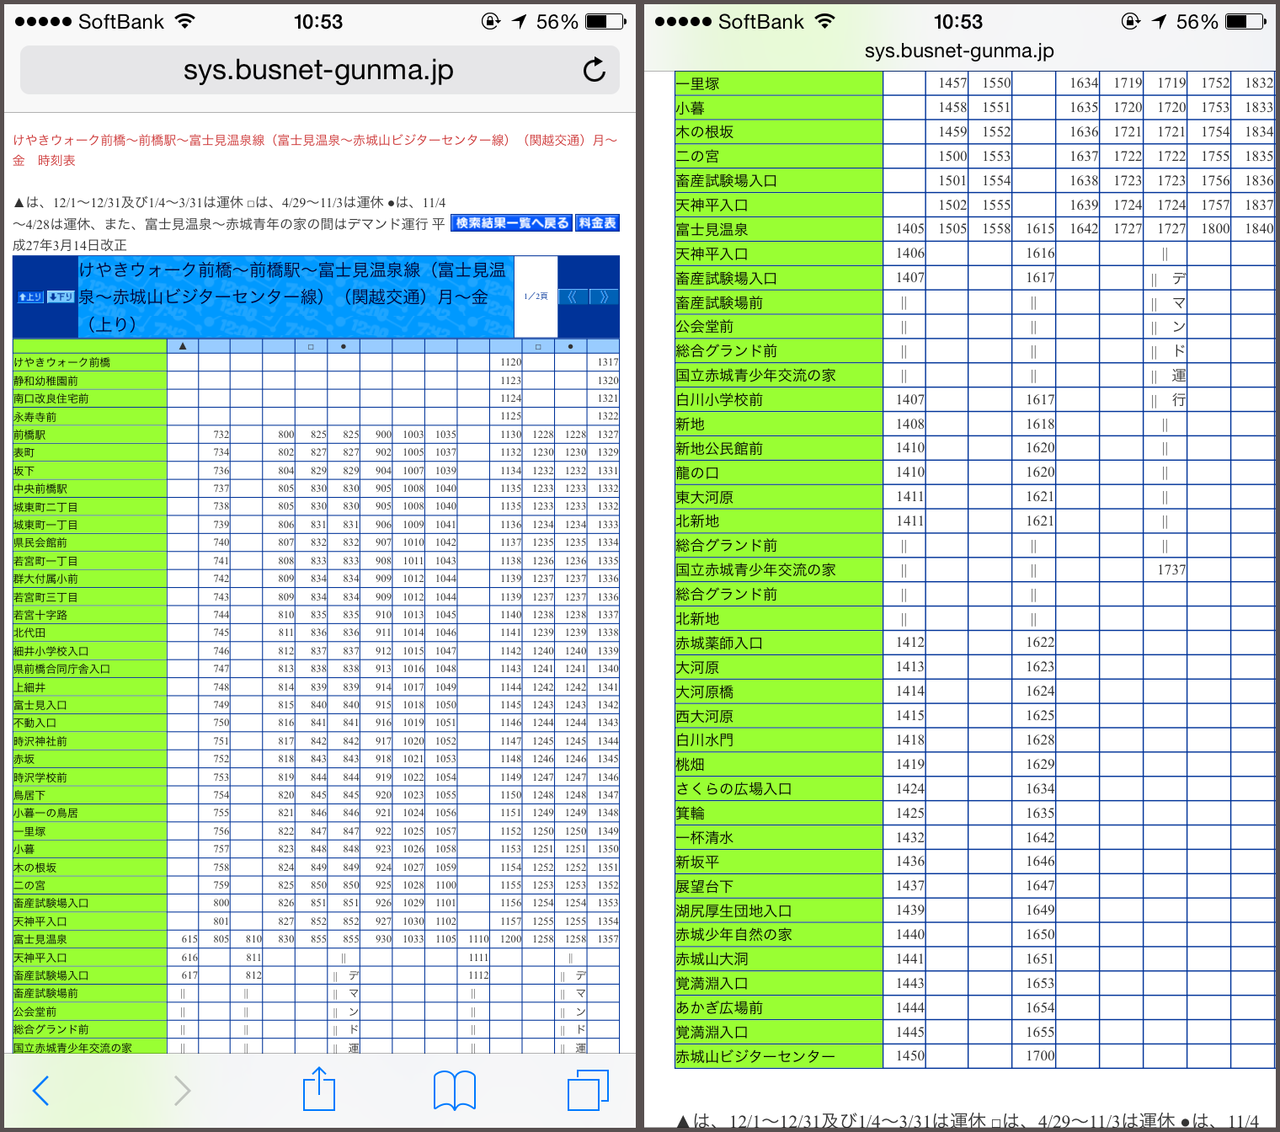 ●●●●● SoftBank 10:53 56%
sys.busnet-gunma.jp
けやきウォーク前橋～前橋駅～富士見温泉線（富士見温泉～赤城山ビジターセンター線）（関越交通）月～
金　時刻表
▲は、12/1～12/31及び1/4～3/31は運休 □は、4/29～11/3は運休 ●は、11/4
～4/28は運休、また、富士見温泉～赤城青年の家の間はデマンド運行 平 検索結果一覧へ戻る 料金表
成27年3月14日改正
けやきウォーク前橋～前橋駅～富士見温泉線（富士見温
⬆上り ⬇下り 泉～赤城山ビジターセンター線）（関越交通）月～金 1／2頁 《 》
（上り）
▲ □ ● □ ●
けやきウォーク前橋 1120 1317
静和幼稚園前 1123 1320
南口改良住宅前 1124 1321
永寿寺前 1125 1322
前橋駅 732 800 825 825 900 1003 1035 1130 1228 1228 1327
表町 734 802 827 827 902 1005 1037 1132 1230 1230 1329
坂下 736 804 829 829 904 1007 1039 1134 1232 1232 1331
中央前橋駅 737 805 830 830 905 1008 1040 1135 1233 1233 1332
城東町二丁目 738 805 830 830 905 1008 1040 1135 1233 1233 1332
城東町一丁目 739 806 831 831 906 1009 1041 1136 1234 1234 1333
県民会館前 740 807 832 832 907 1010 1042 1137 1235 1235 1334
若宮町一丁目 741 808 833 833 908 1011 1043 1138 1236 1236 1335
群大付属小前 742 809 834 834 909 1012 1044 1139 1237 1237 1336
若宮町三丁目 743 809 834 834 909 1012 1044 1139 1237 1237 1336
若宮十字路 744 810 835 835 910 1013 1045 1140 1238 1238 1337
北代田 745 811 836 836 911 1014 1046 1141 1239 1239 1338
細井小学校入口 746 812 837 837 912 1015 1047 1142 1240 1240 1339
県前橋合同庁舎入口 747 813 838 838 913 1016 1048 1143 1241 1241 1340
上細井 748 814 839 839 914 1017 1049 1144 1242 1242 1341
富士見入口 749 815 840 840 915 1018 1050 1145 1243 1243 1342
不動入口 750 816 841 841 916 1019 1051 1146 1244 1244 1343
時沢神社前 751 817 842 842 917 1020 1052 1147 1245 1245 1344
赤坂 752 818 843 843 918 1021 1053 1148 1246 1246 1345
時沢学校前 753 819 844 844 919 1022 1054 1149 1247 1247 1346
鳥居下 754 820 845 845 920 1023 1055 1150 1248 1248 1347
小暮一の鳥居 755 821 846 846 921 1024 1056 1151 1249 1249 1348
一里塚 756 822 847 847 922 1025 1057 1152 1250 1250 1349
小暮 757 823 848 848 923 1026 1058 1153 1251 1251 1350
木の根坂 758 824 849 849 924 1027 1059 1154 1252 1252 1351
二の宮 759 825 850 850 925 1028 1100 1155 1253 1253 1352
畜産試験場入口 800 826 851 851 926 1029 1101 1156 1254 1254 1353
天神平入口 801 827 852 852 927 1030 1102 1157 1255 1255 1354
富士見温泉 615 805 810 830 855 855 930 1033 1105 1110 1200 1258 1258 1357
天神平入口 616 811 || 1111 ||
畜産試験場入口 617 812 || デ 1112 || デ
畜産試験場前 || || || マ || || マ
公会堂前 || || || ン || || ン
総合グランド前 || || || ド || || ド
国立赤城青少年交流の家 || || || 運 || || 運
●●●●● SoftBank 10:53 56%
sys.busnet-gunma.jp
一里塚 1457 1550 1634 1719 1719 1752 1832
小暮 1458 1551 1635 1720 1720 1753 1833
木の根坂 1459 1552 1636 1721 1721 1754 1834
二の宮 1500 1553 1637 1722 1722 1755 1835
畜産試験場入口 1501 1554 1638 1723 1723 1756 1836
天神平入口 1502 1555 1639 1724 1724 1757 1837
富士見温泉 1405 1505 1558 1615 1642 1727 1727 1800 1840
天神平入口 1406 1616 ||
畜産試験場入口 1407 1617 || デ
畜産試験場前 || || || マ
公会堂前 || || || ン
総合グランド前 || || || ド
国立赤城青少年交流の家 || || || 運
白川小学校前 1407 1617 || 行
新地 1408 1618 ||
新地公民館前 1410 1620 ||
龍の口 1410 1620 ||
東大河原 1411 1621 ||
北新地 1411 1621 ||
総合グランド前 || || ||
国立赤城青少年交流の家 || || 1737
総合グランド前 || ||
北新地 || ||
赤城薬師入口 1412 1622
大河原 1413 1623
大河原橋 1414 1624
西大河原 1415 1625
白川水門 1418 1628
桃畑 1419 1629
さくらの広場入口 1424 1634
箕輪 1425 1635
一杯清水 1432 1642
新坂平 1436 1646
展望台下 1437 1647
湖尻厚生団地入口 1439 1649
赤城少年自然の家 1440 1650
赤城山大洞 1441 1651
覚満淵入口 1443 1653
あかぎ広場前 1444 1654
覚満淵入口 1445 1655
赤城山ビジターセンター 1450 1700
▲は、12/1～12/31及び1/4～3/31は運休 □は、4/29～11/3は運休 ●は、11/4